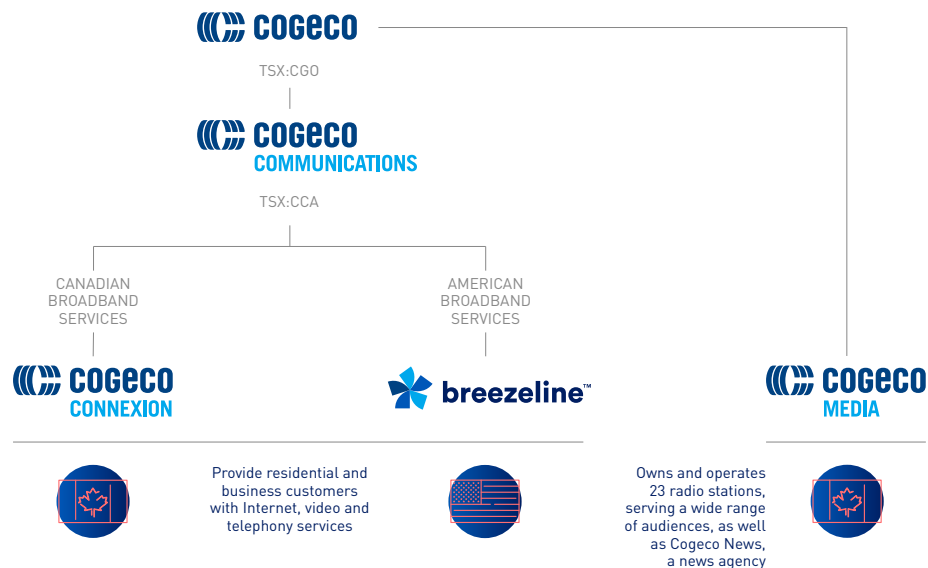 cogeco
TSX:CGO
cogeco
COMMUNICATIONS
TSX:CCA
CANADIAN
BROADBAND
SERVICES
AMERICAN
BROADBAND
SERVICES
cogeco
CONNEXION
breezeline™
cogeco
MEDIA
Provide residential and
business customers
with Internet, video and
telephony services
Owns and operates
23 radio stations,
serving a wide range
of audiences, as well
as Cogeco News,
a news agency